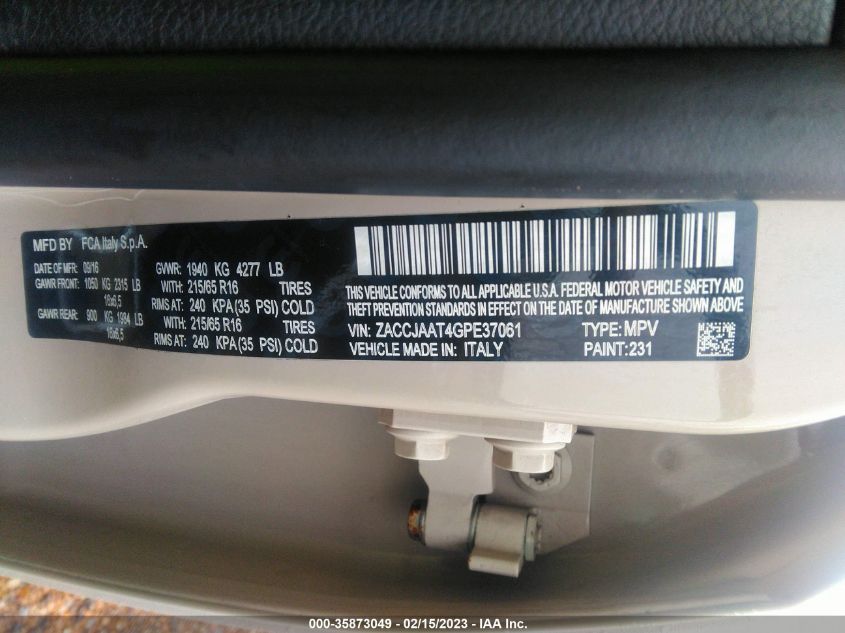 MFD BY FCA Italy S.p.A.
DATE OF MFR: 09/16 GVWR: 1940 KG 4277 LB
GAWR FRONT: 1050 KG 2315 LB WITH: 215/65 R16 TIRES
16x6,5 RIMS AT: 240 KPA (35 PSI) COLD
GAWR REAR: 900 KG 1984 LB WITH: 215/65 R16 TIRES
16x6,5 RIMS AT: 240 KPA (35 PSI) COLD
THIS VEHICLE CONFORMS TO ALL APPLICABLE U.S.A. FEDERAL MOTOR VEHICLE SAFETY AND
THEFT PREVENTION STANDARDS IN EFFECT ON THE DATE OF MANUFACTURE SHOWN ABOVE
VIN: ZACCJAAT4GPE37061 TYPE: MPV
VEHICLE MADE IN: ITALY PAINT: 231
000-35873049 - 02/15/2023 - IAA Inc.